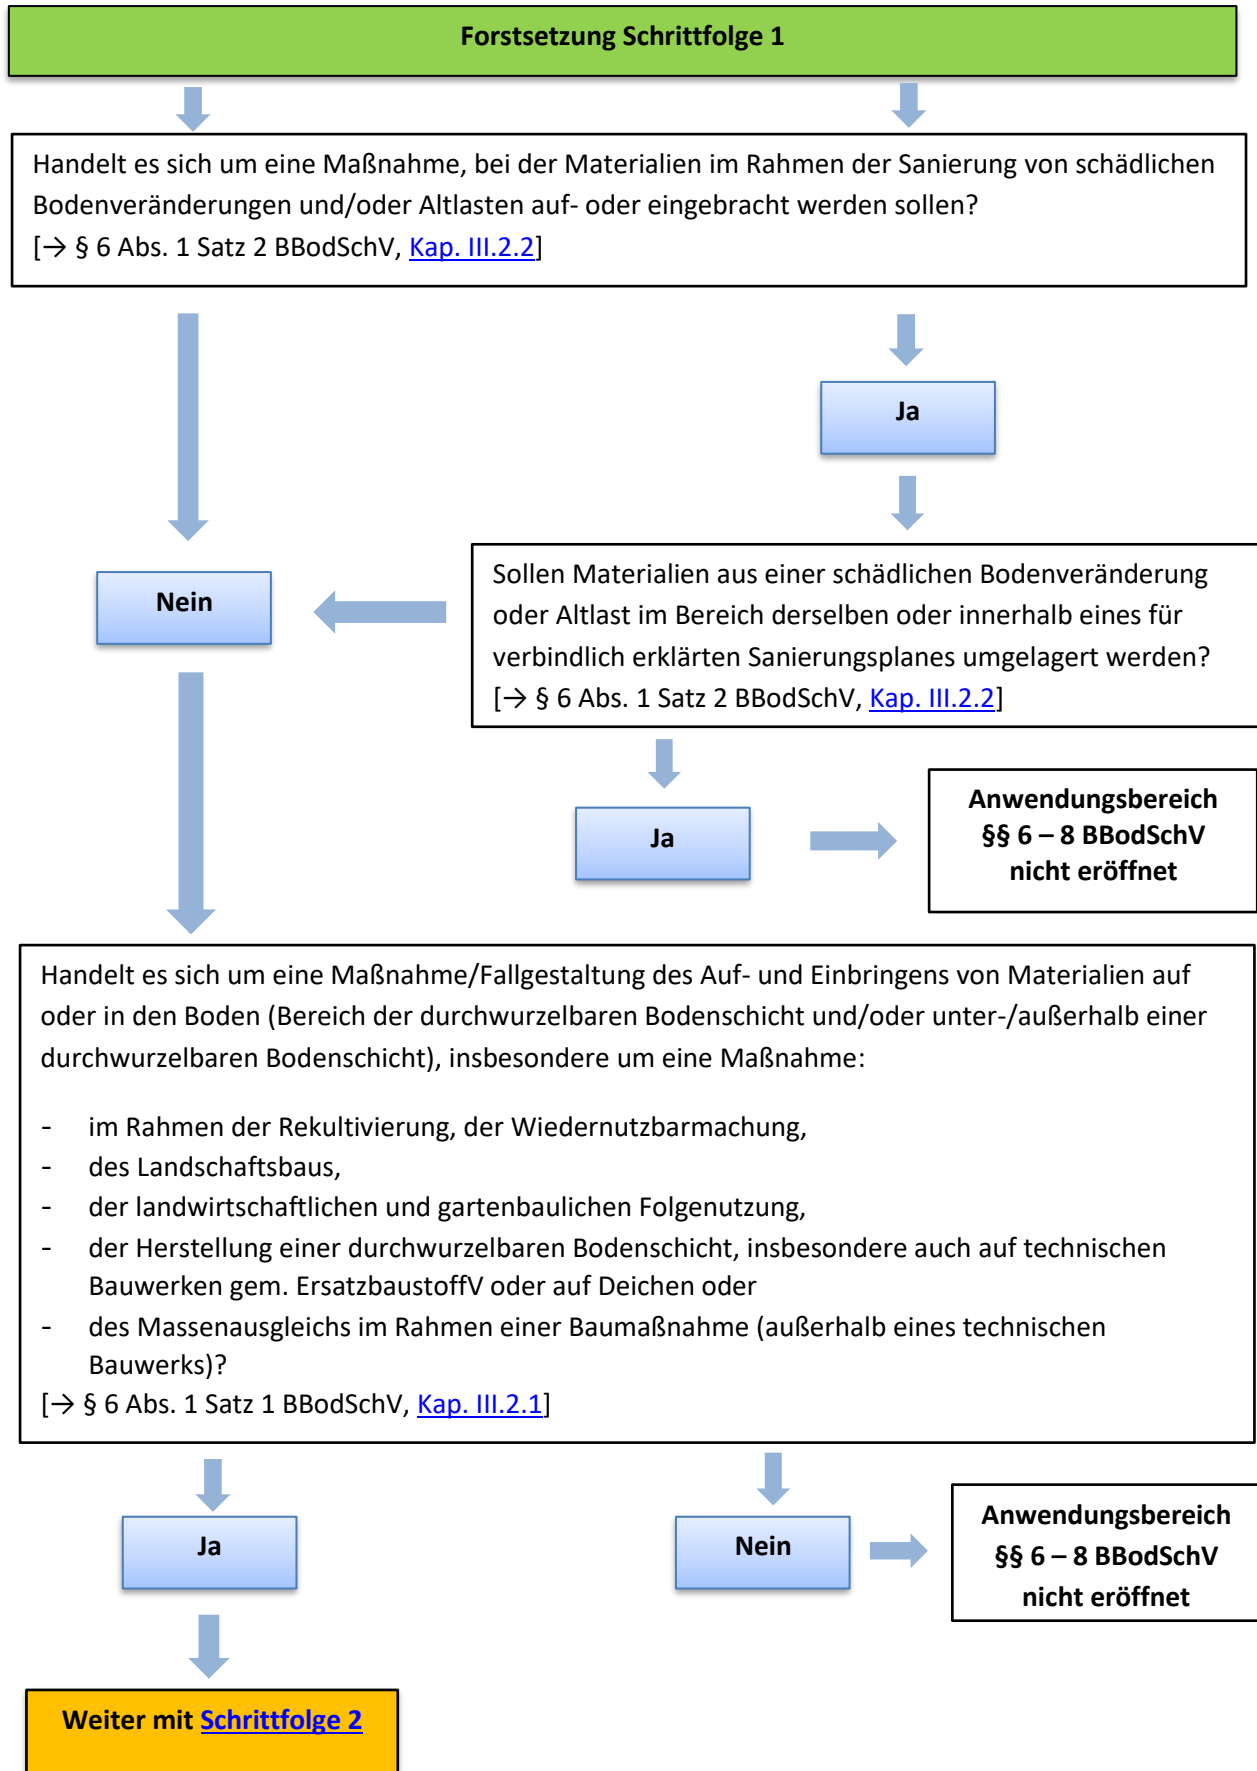 Forstsetzung Schrittfolge 1
Handelt es sich um eine Maßnahme, bei der Materialien im Rahmen der Sanierung von schädlichen
Bodenveränderungen und/oder Altlasten auf- oder eingebracht werden sollen?
[→ § 6 Abs. 1 Satz 2 BBodSchV, Kap. III.2.2]
Ja
Sollen Materialien aus einer schädlichen Bodenveränderung
oder Altlast im Bereich derselben oder innerhalb eines für
verbindlich erklärten Sanierungsplanes umgelagert werden?
[→ § 6 Abs. 1 Satz 2 BBodSchV, Kap. III.2.2]
Nein
Ja
Anwendungsbereich
§§ 6 – 8 BBodSchV
nicht eröffnet
Handelt es sich um eine Maßnahme/Fallgestaltung des Auf- und Einbringens von Materialien auf
oder in den Boden (Bereich der durchwurzelbaren Bodenschicht und/oder unter-/außerhalb einer
durchwurzelbaren Bodenschicht), insbesondere um eine Maßnahme:
- im Rahmen der Rekultivierung, der Wiedernutzbarmachung,
- des Landschaftsbaus,
- der landwirtschaftlichen und gartenbaulichen Folgenutzung,
- der Herstellung einer durchwurzelbaren Bodenschicht, insbesondere auch auf technischen
Bauwerken gem. ErsatzbaustoffV oder auf Deichen oder
- des Massenausgleichs im Rahmen einer Baumaßnahme (außerhalb eines technischen
Bauwerks)?
[→ § 6 Abs. 1 Satz 1 BBodSchV, Kap. III.2.1]
Ja
Nein
Anwendungsbereich
§§ 6 – 8 BBodSchV
nicht eröffnet
Weiter mit Schrittfolge 2